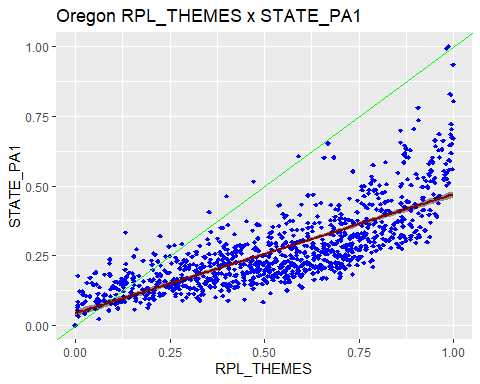 Oregon RPL_THEMES x STATE_PA1
1.00
0.75
0.50
0.25
0.00
STATE_PA1
0.00 0.25 0.50 0.75 1.00
RPL_THEMES